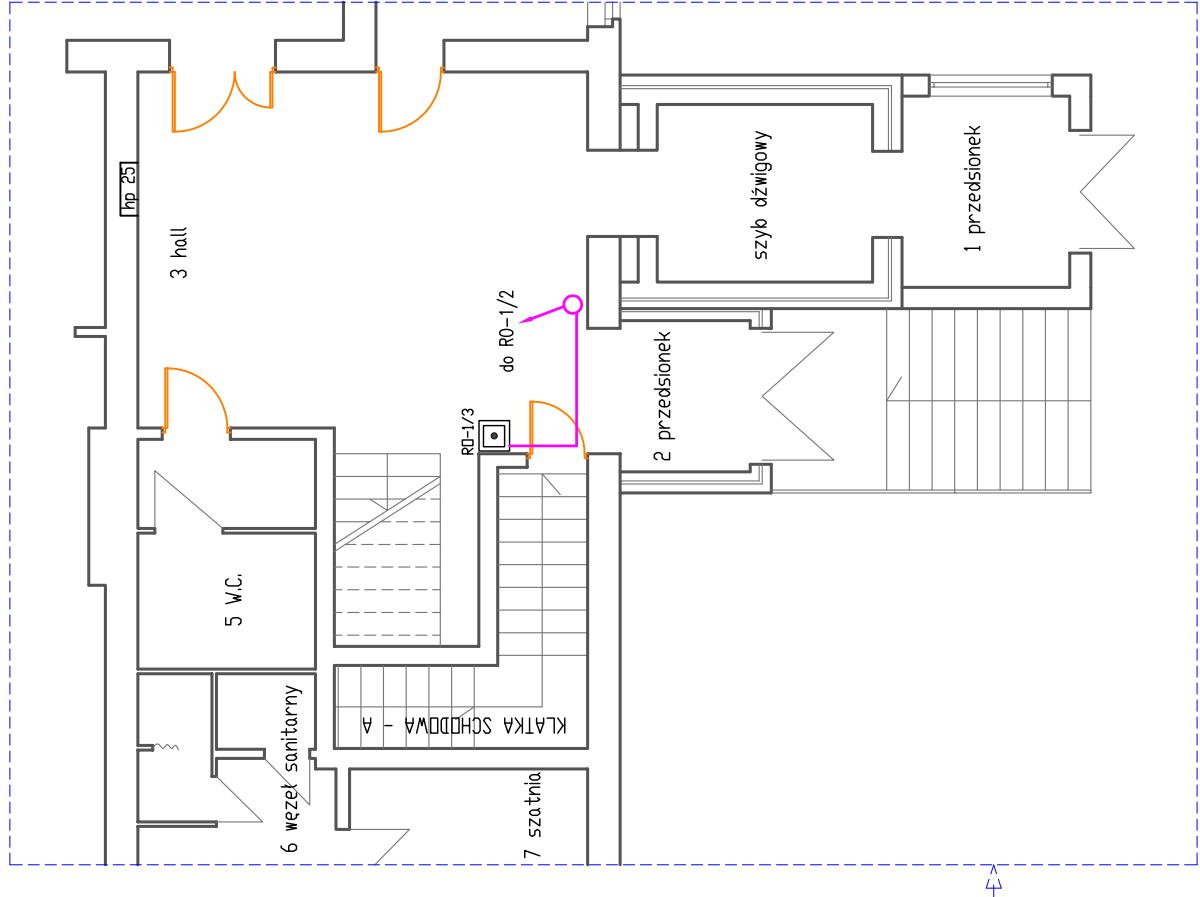 hp 25
3 hall
szyb dźwigowy
1 przedsionek
do RO-1/2
2 przedsionek
RO-1/3
5 W.C.
KLATKA SCHODOWA - A
6 węzeł sanitarny
7 szatnia